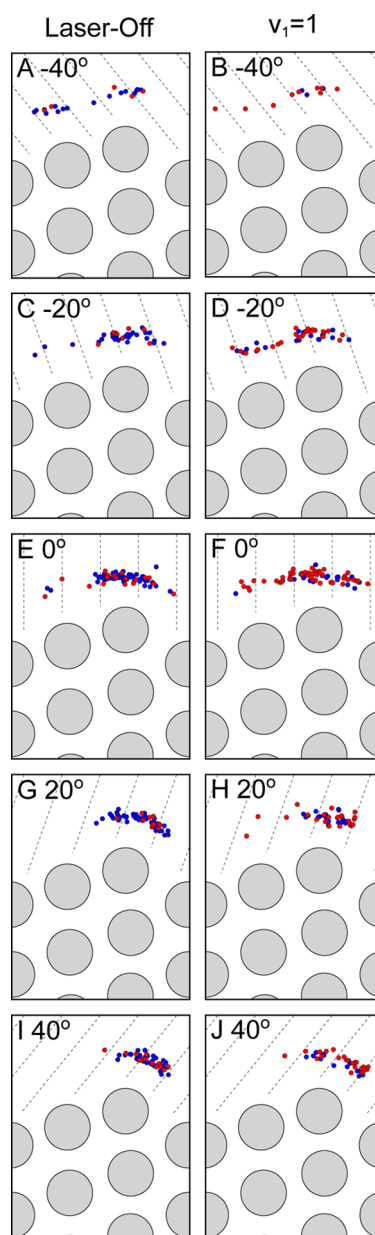 Laser-Off v₁=1
A -40º B -40º
C -20º D -20º
E 0º F 0º
G 20º H 20º
I 40º J 40º